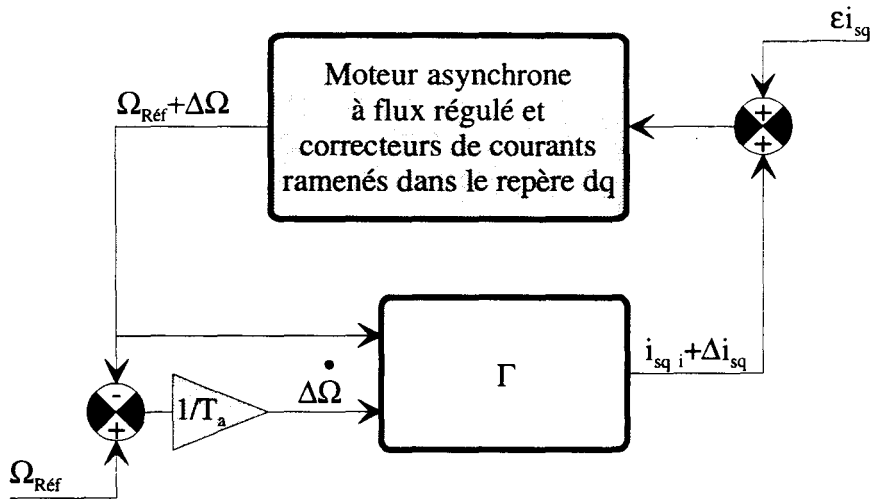 εi_sq
Moteur asynchrone
à flux régulé et
correcteurs de courants
ramenés dans le repère dq
Ω_Réf+ΔΩ
+
+
Γ
i_sq i+Δi_sq
-
+
1/T_a
ΔΩ̇
Ω_Réf